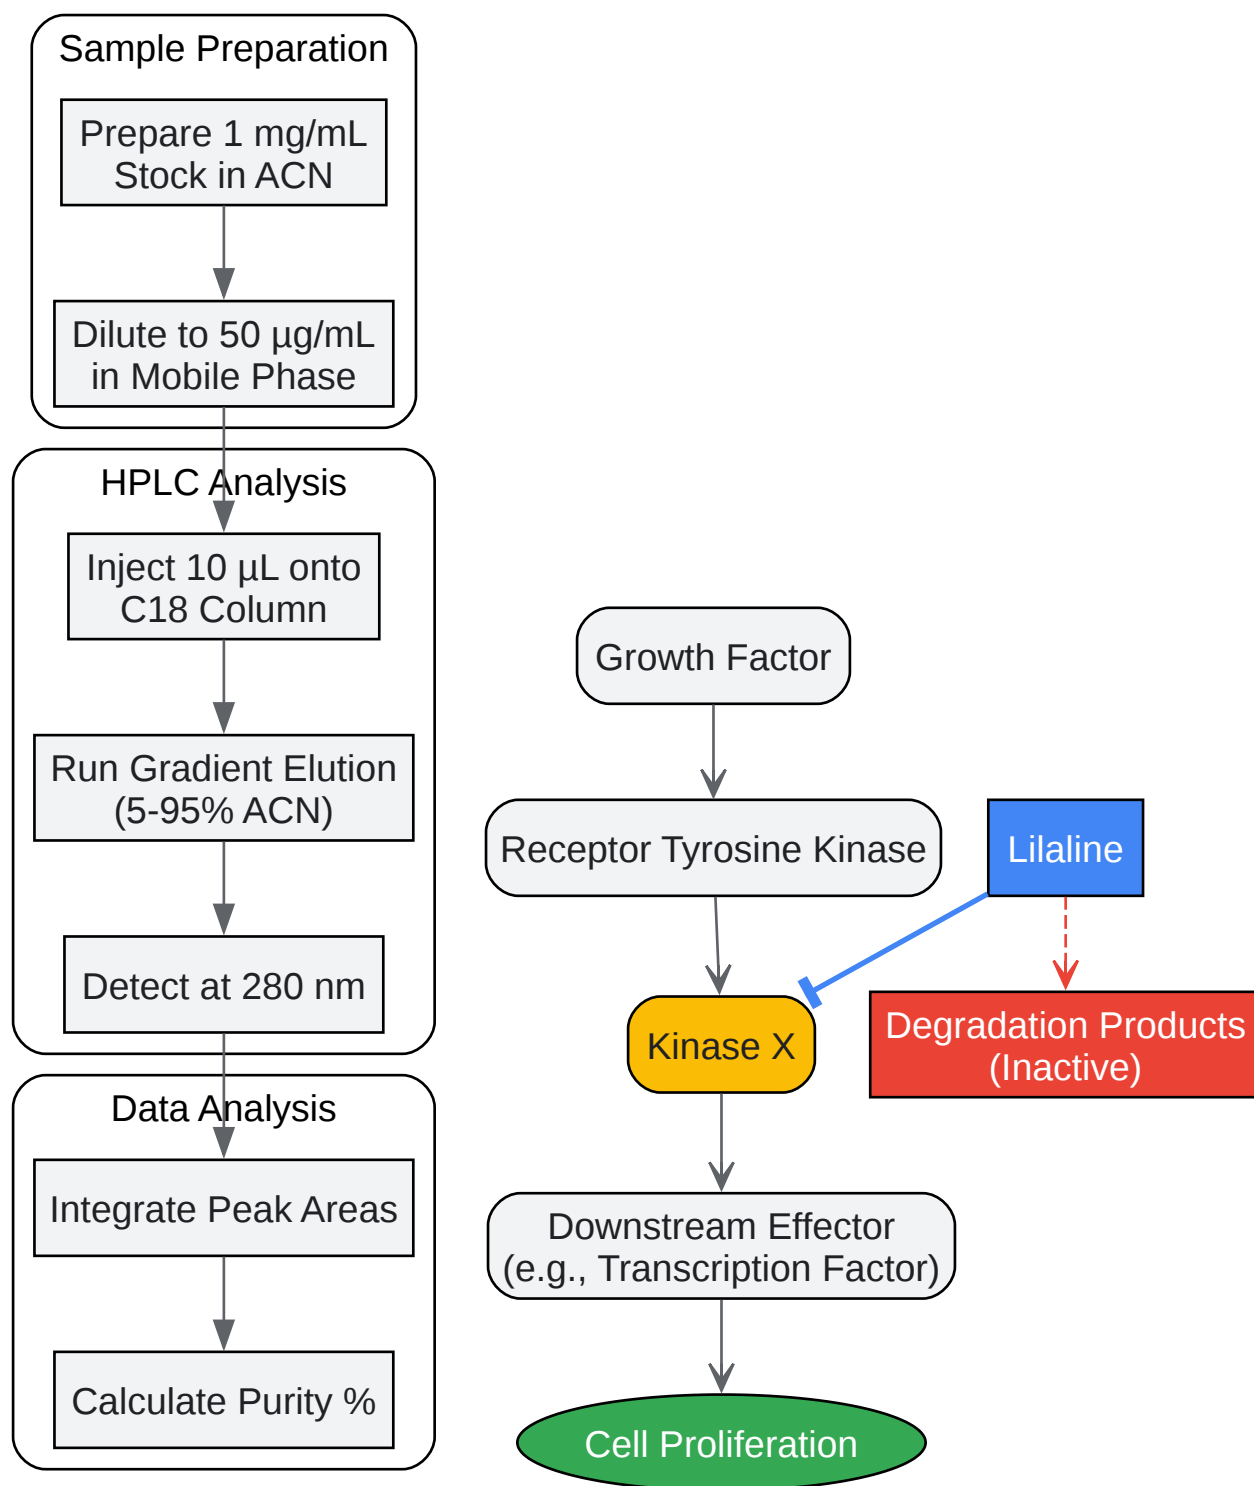 Sample Preparation
Prepare 1 mg/mL
Stock in ACN
Dilute to 50 µg/mL
in Mobile Phase
HPLC Analysis
Inject 10 µL onto
C18 Column
Run Gradient Elution
(5-95% ACN)
Detect at 280 nm
Data Analysis
Integrate Peak Areas
Calculate Purity %
Growth Factor
Receptor Tyrosine Kinase
Lilaline
Kinase X
Degradation Products
(Inactive)
Downstream Effector
(e.g., Transcription Factor)
Cell Proliferation